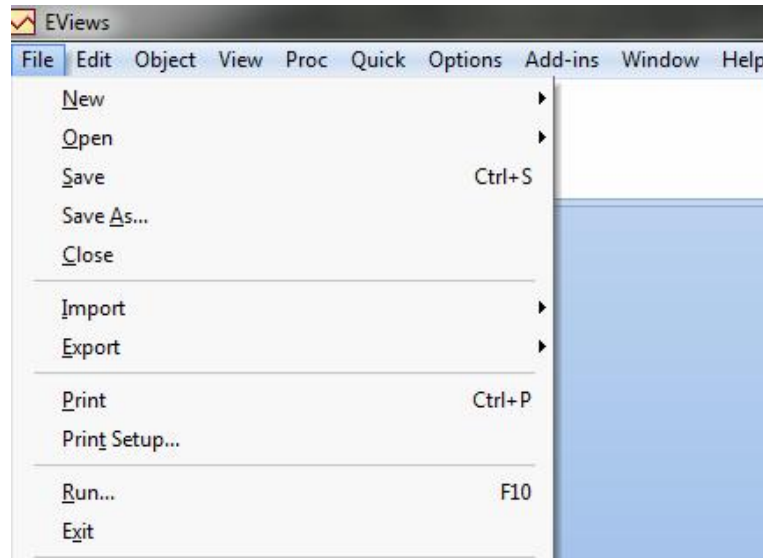 EViews
File Edit Object View Proc Quick Options Add-ins Window Help
New
Open
Save Ctrl+S
Save As...
Close
Import
Export
Print Ctrl+P
Print Setup...
Run... F10
Exit